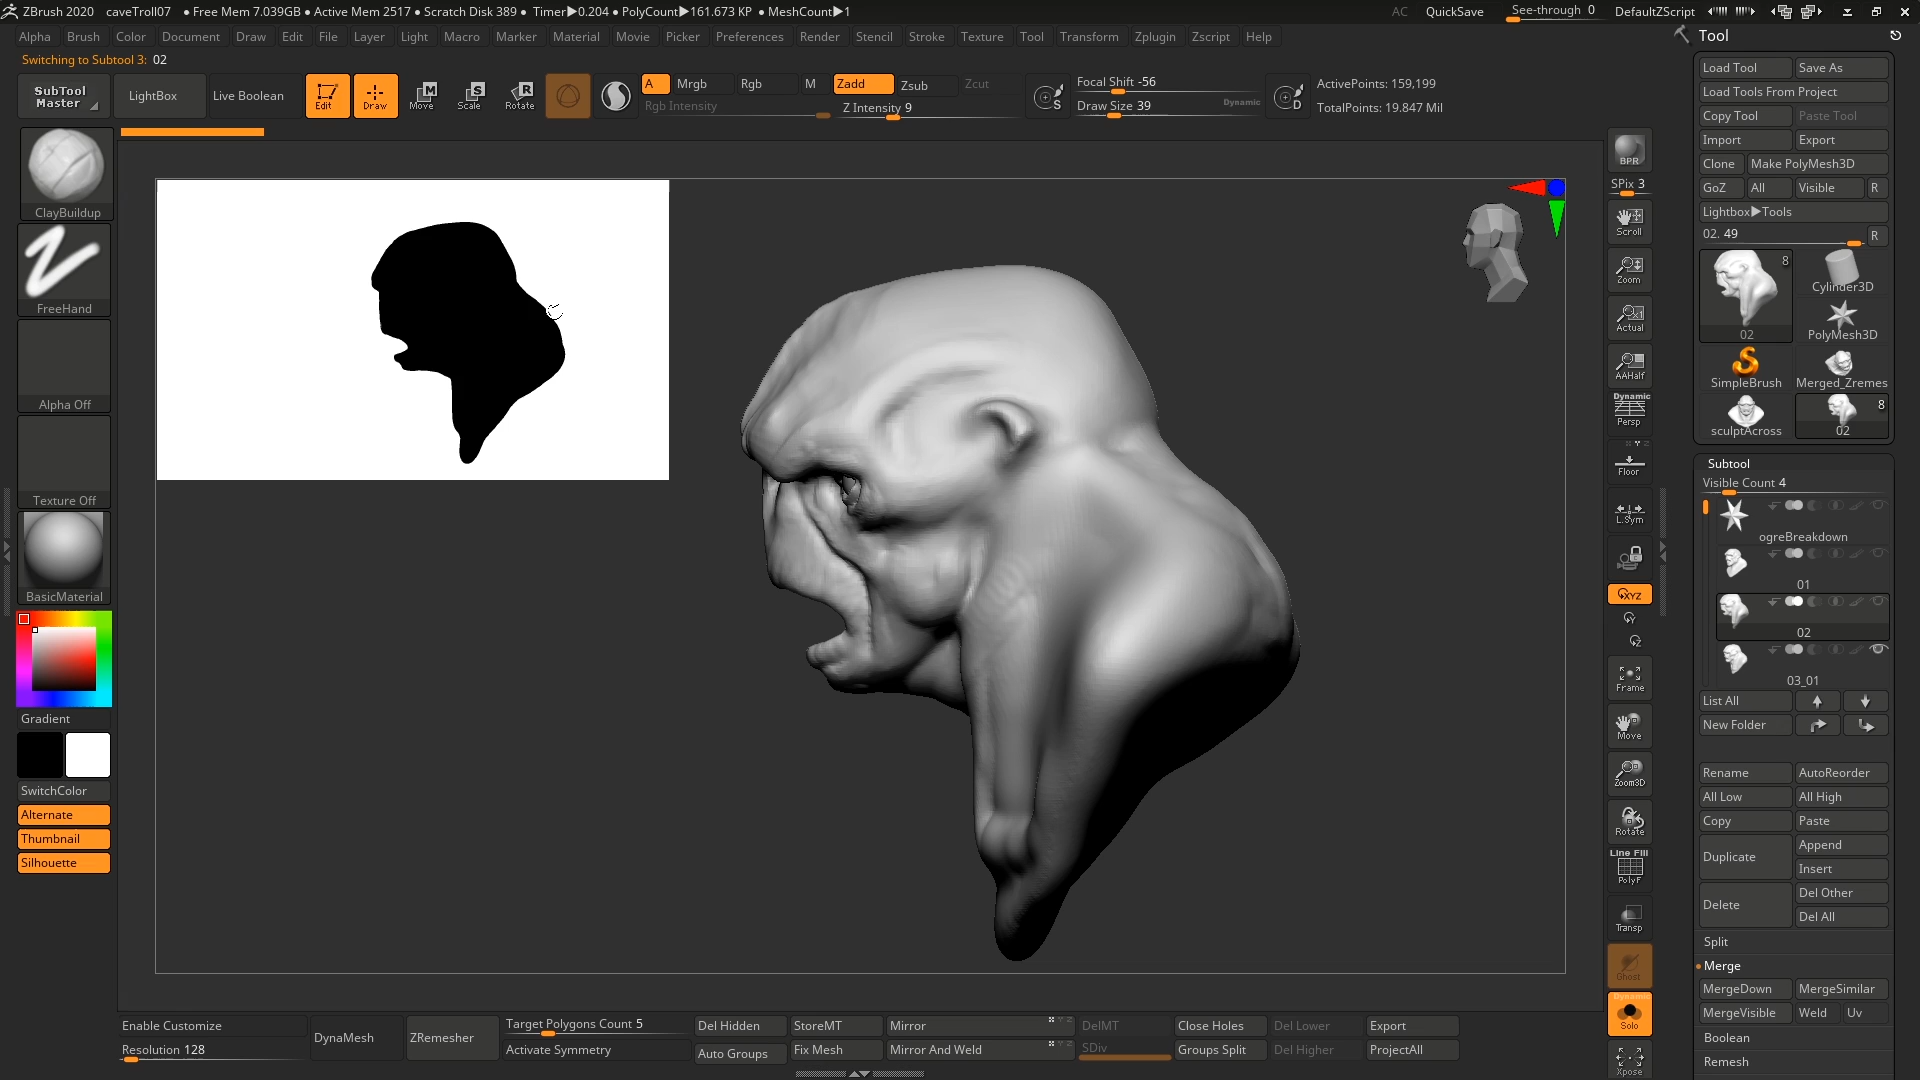 ZBrush 2020 caveTroll07 ● Free Mem 7.039GB ● Active Mem 2517 ● Scratch Disk 389 ● Timer▶0.204 ● PolyCount▶161.673 KP ● MeshCount▶1 AC QuickSave See-through 0 DefaultZScript
Alpha Brush Color Document Draw Edit File Layer Light Macro Marker Material Movie Picker Preferences Render Stencil Stroke Texture Tool Transform Zplugin Zscript Help
Switching to Subtool 3: 02
SubTool Master
LightBox
Live Boolean
Edit
Draw
Move
Scale
Rotate
A Mrgb Rgb M Zadd Zsub Zcut
Rgb Intensity
Z Intensity 9
Focal Shift -56
Draw Size 39
Dynamic
ActivePoints: 159,199
TotalPoints: 19.847 Mil
ClayBuildup
FreeHand
Alpha Off
Texture Off
BasicMaterial
Gradient
SwitchColor
Alternate
Thumbnail
Silhouette
BPR
SPix 3
Scroll
Zoom
Actual
AAHalf
Dynamic
Persp
Floor
L.Sym
XYZ
Y
Z
Frame
Move
Zoom3D
Rotate
Line Fill
PolyF
Transp
Ghost
Dynamic
Solo
Xpose
Tool
Load Tool Save As
Load Tools From Project
Copy Tool Paste Tool
Import Export
Clone Make PolyMesh3D
GoZ All Visible R
Lightbox▶Tools
02. 49 R
8
02
Cylinder3D
PolyMesh3D
SimpleBrush
Merged_Zremes
sculptAcross
8
02
Subtool
Visible Count 4
ogreBreakdown
01
02
03_01
List All
New Folder
Rename AutoReorder
All Low All High
Copy Paste
Duplicate Append
Insert
Delete Del Other
Del All
Split
Merge
MergeDown MergeSimilar
MergeVisible Weld Uv
Boolean
Remesh
Enable Customize
Resolution 128
DynaMesh
ZRemesher
Target Polygons Count 5
Activate Symmetry
Del Hidden
Auto Groups
StoreMT
Fix Mesh
Mirror
Mirror And Weld
DelMT
SDiv
Close Holes
Groups Split
Del Lower
Del Higher
Export
ProjectAll